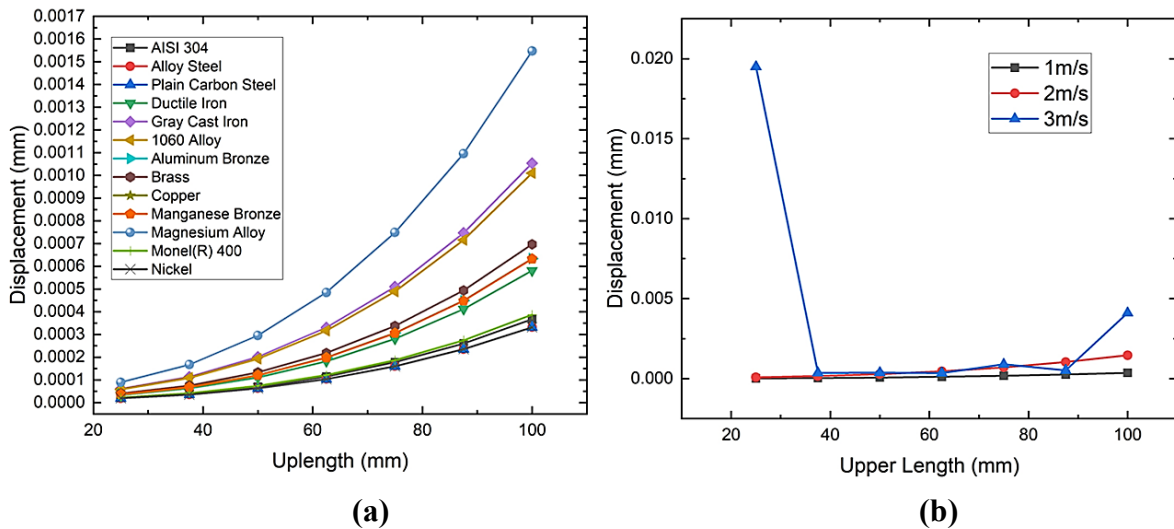 0.0017
0.0016
0.0015
0.0014
0.0013
0.0012
0.0011
0.0010
0.0009
0.0008
0.0007
0.0006
0.0005
0.0004
0.0003
0.0002
0.0001
0.0000
Displacement (mm)
AISI 304
Alloy Steel
Plain Carbon Steel
Ductile Iron
Gray Cast Iron
1060 Alloy
Aluminum Bronze
Brass
Copper
Manganese Bronze
Magnesium Alloy
Monel(R) 400
Nickel
20 40 60 80 100
Uplength (mm)
(a)
0.020
0.015
0.010
0.005
0.000
Displacement (mm)
1m/s
2m/s
3m/s
20 40 60 80 100
Upper Length (mm)
(b)